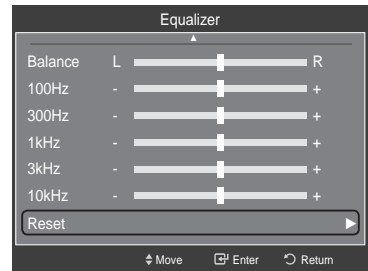 Equalizer
▲
Balance L R
100Hz - +
300Hz - +
1kHz - +
3kHz - +
10kHz - +
Reset ▶
Move Enter Return